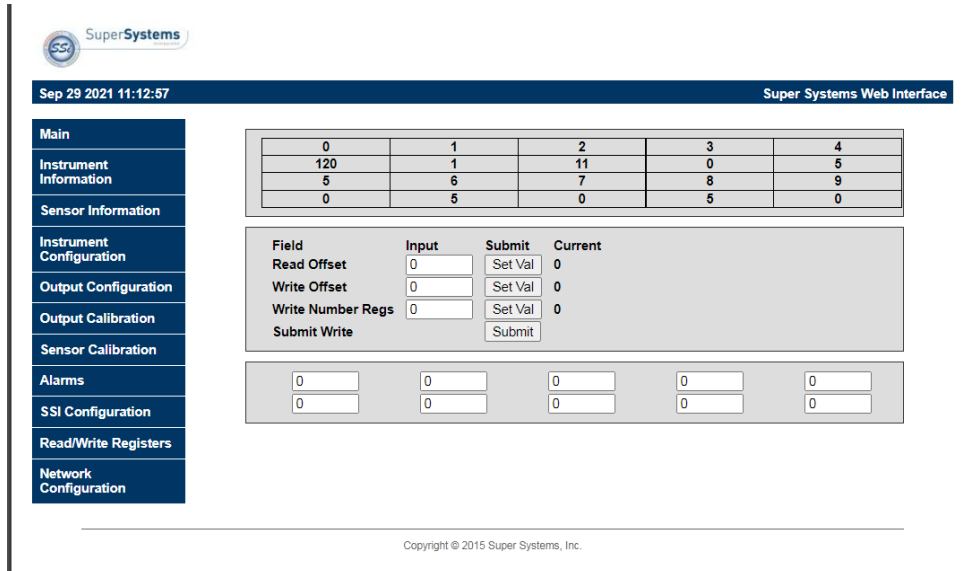 SSi SuperSystems
Sep 29 2021 11:12:57 Super Systems Web Interface
Main
Instrument
Information
Sensor Information
Instrument
Configuration
Output Configuration
Output Calibration
Sensor Calibration
Alarms
SSI Configuration
Read/Write Registers
Network
Configuration
0 1 2 3 4
120 1 11 0 5
5 6 7 8 9
0 5 0 5 0
Field Input Submit Current
Read Offset 0 Set Val 0
Write Offset 0 Set Val 0
Write Number Regs 0 Set Val 0
Submit Write Submit
0 0 0 0 0
0 0 0 0 0
Copyright © 2015 Super Systems, Inc.